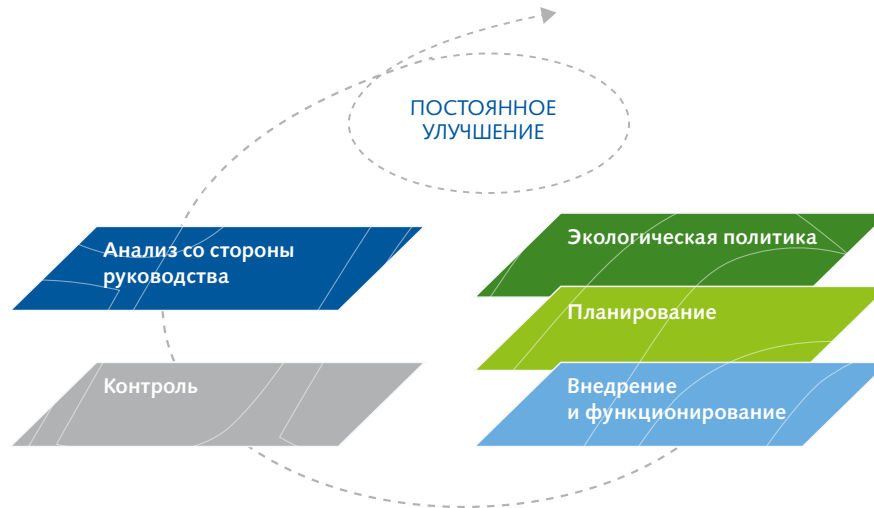 ПОСТОЯННОЕ
УЛУЧШЕНИЕ
Анализ со стороны
руководства
Экологическая политика
Планирование
Контроль
Внедрение
и функционирование